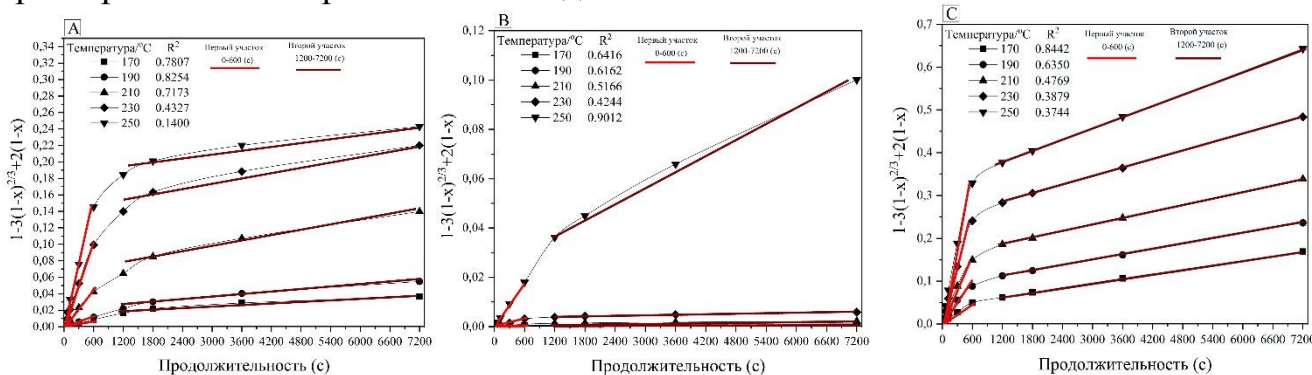 A
Температура/°C R²
170 0.7807
190 0.8254
210 0.7173
230 0.4327
250 0.1400
Первый участок
0-600 (с)
Второй участок
1200-7200 (с)
1-3(1-x)^2/3+2(1-x)
0,34
0,32
0,30
0,28
0,26
0,24
0,22
0,20
0,18
0,16
0,14
0,12
0,10
0,08
0,06
0,04
0,02
0,00
0 600 1200 1800 2400 3000 3600 4200 4800 5400 6000 6600 7200
Продолжительность (с)
B
Температура/°C R²
170 0.6416
190 0.6162
210 0.5166
230 0.4244
250 0.9012
Первый участок
0-600 (с)
Второй участок
1200-7200 (с)
1-3(1-x)^2/3+2(1-x)
0,10
0,08
0,06
0,04
0,02
0,00
0 600 1200 1800 2400 3000 3600 4200 4800 5400 6000 6600 7200
Продолжительность (с)
C
Температура/°C R²
170 0.8442
190 0.6350
210 0.4769
230 0.3879
250 0.3744
Первый участок
0-600 (с)
Второй участок
1200-7200 (с)
1-3(1-x)^2/3+2(1-x)
0,7
0,6
0,5
0,4
0,3
0,2
0,1
0,0
0 600 1200 1800 2400 3000 3600 4200 4800 5400 6000 6600 7200
Продолжительность (с)